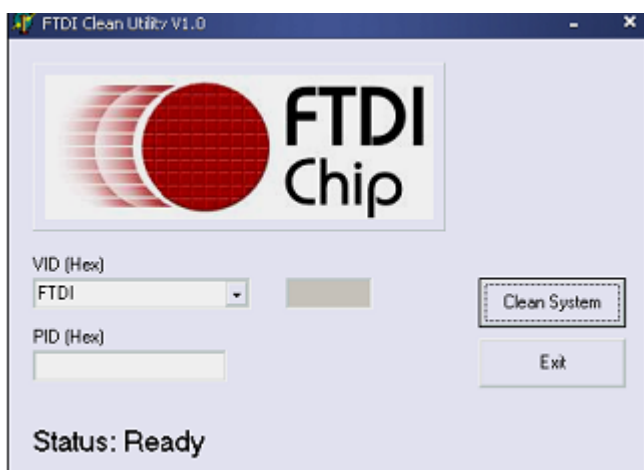 FTDI Clean Utility V1.0
FTDI
Chip
VID (Hex)
FTDI
Clean System
PID (Hex)
Exit
Status: Ready